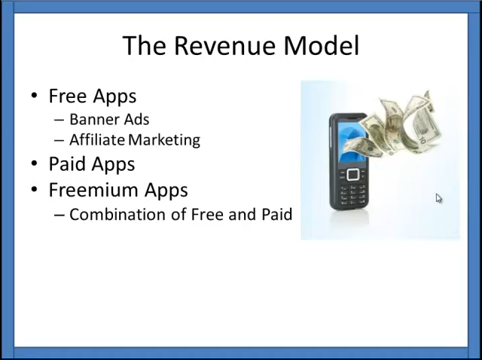 The Revenue Model
• Free Apps
– Banner Ads
– Affiliate Marketing
• Paid Apps
• Freemium Apps
– Combination of Free and Paid